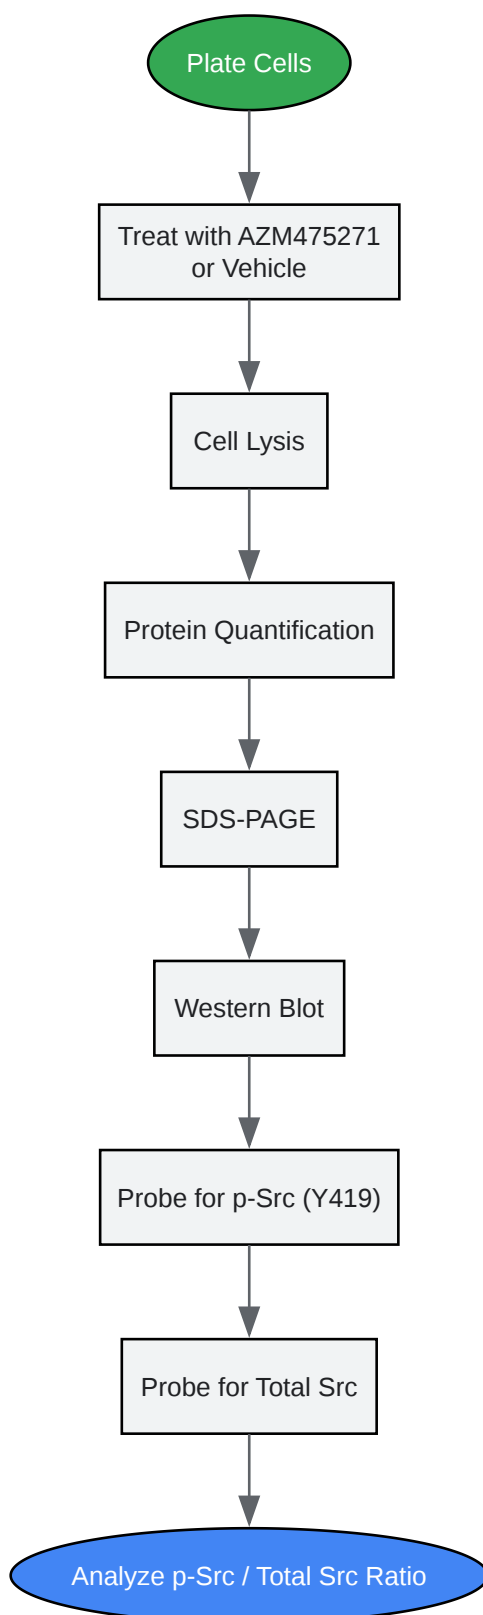 Plate Cells
Treat with AZM475271
or Vehicle
Cell Lysis
Protein Quantification
SDS-PAGE
Western Blot
Probe for p-Src (Y419)
Probe for Total Src
Analyze p-Src / Total Src Ratio